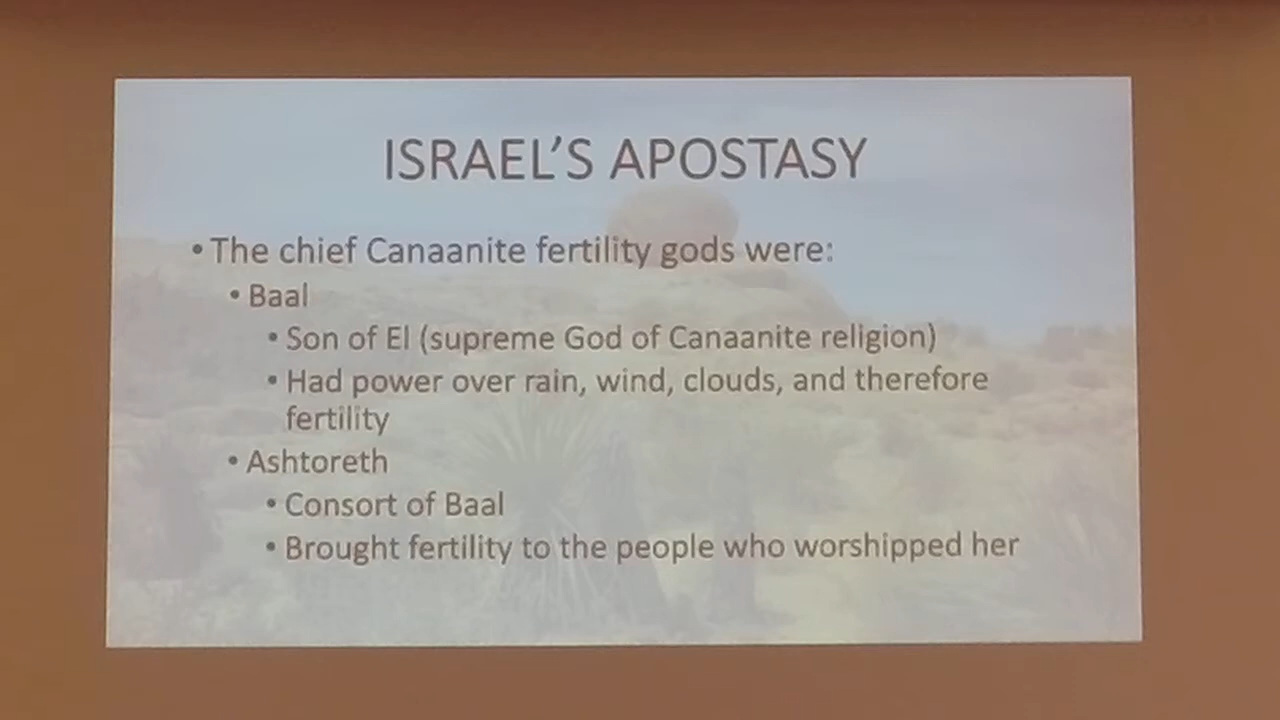 ISRAEL’S APOSTASY
• The chief Canaanite fertility gods were:
• Baal
• Son of El (supreme God of Canaanite religion)
• Had power over rain, wind, clouds, and therefore
fertility
• Ashtoreth
• Consort of Baal
• Brought fertility to the people who worshipped her